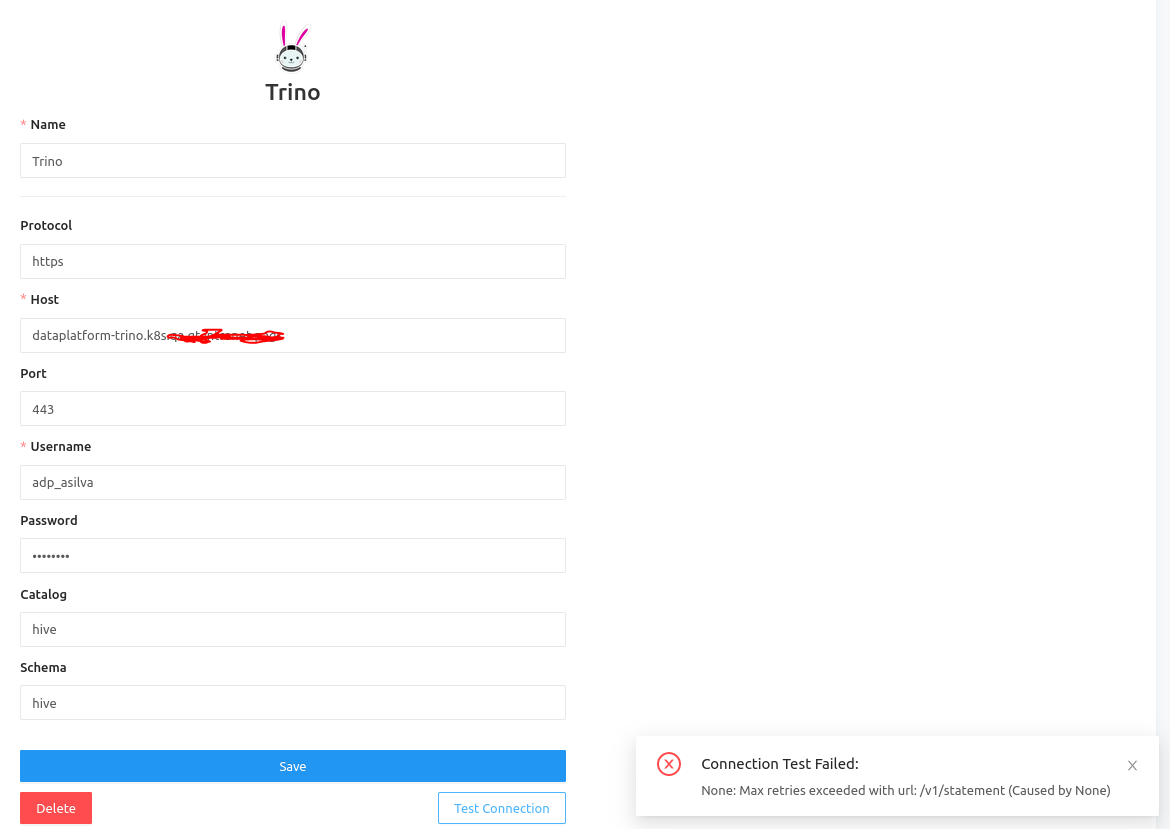 Trino
* Name
Trino
Protocol
https
* Host
dataplatform-trino.k8s
Port
443
* Username
adp_asilva
Password
••••••••
Catalog
hive
Schema
hive
Save
Delete
Test Connection
Connection Test Failed:
None: Max retries exceeded with url: /v1/statement (Caused by None)